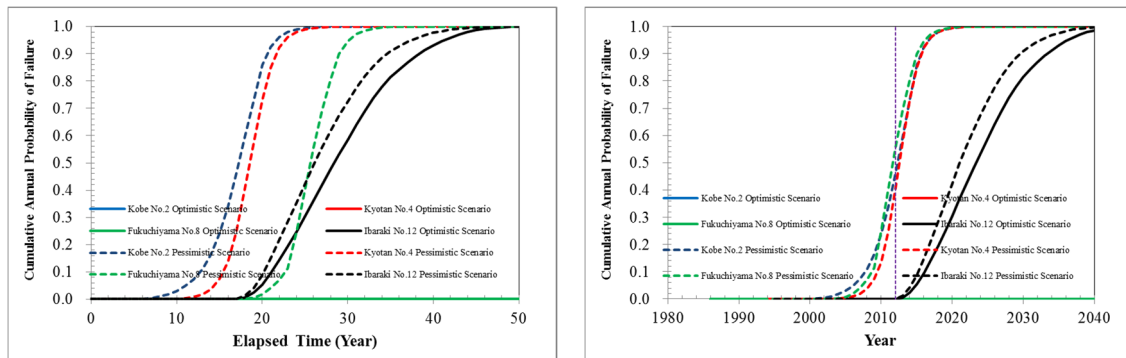 Cumulative Annual Probability of Failure
1.0
0.9
0.8
0.7
0.6
0.5
0.4
0.3
0.2
0.1
0.0
Kobe No.2 Optimistic Scenario
Kyotan No.4 Optimistic Scenario
Fukuchiyama No.8 Optimistic Scenario
Ibaraki No.12 Optimistic Scenario
Kobe No.2 Pessimistic Scenario
Kyotan No.4 Pessimistic Scenario
Fukuchiyama No.8 Pessimistic Scenario
Ibaraki No.12 Pessimistic Scenario
0 10 20 30 40 50
Elapsed Time (Year)
Cumulative Annual Probability of Failure
1.0
0.9
0.8
0.7
0.6
0.5
0.4
0.3
0.2
0.1
0.0
Kobe No.2 Optimistic Scenario
Kyotan No.4 Optimistic Scenario
Fukuchiyama No.8 Optimistic Scenario
Ibaraki No.12 Optimistic Scenario
Kobe No.2 Pessimistic Scenario
Kyotan No.4 Pessimistic Scenario
Fukuchiyama No.8 Pessimistic Scenario
Ibaraki No.12 Pessimistic Scenario
1980 1990 2000 2010 2020 2030 2040
Year